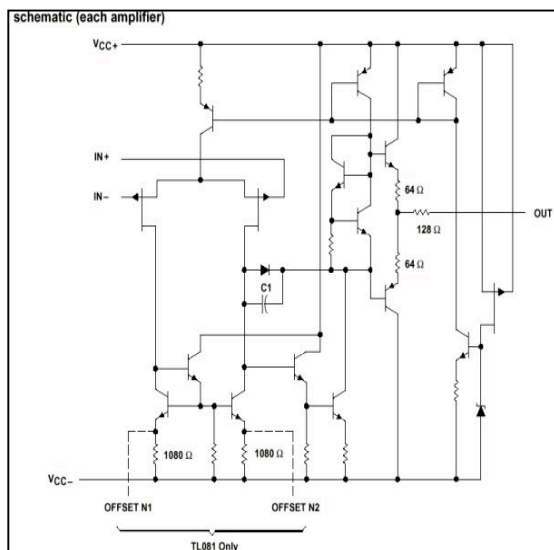 schematic (each amplifier)
VCC+
IN+
IN−
64 Ω
OUT
128 Ω
64 Ω
C1
1080 Ω
1080 Ω
VCC−
OFFSET N1
OFFSET N2
TL081 Only